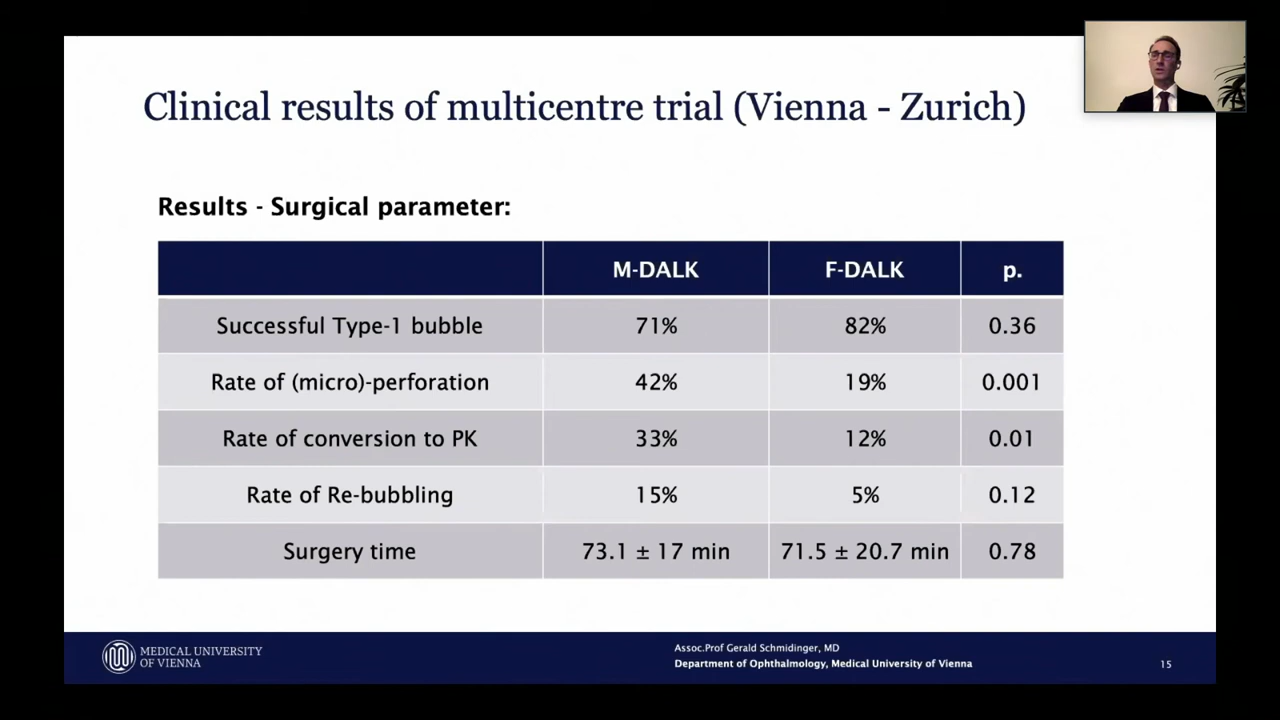 Clinical results of multicentre trial (Vienna - Zurich)
Results - Surgical parameter:
M-DALK F-DALK p.
Successful Type-1 bubble 71% 82% 0.36
Rate of (micro)-perforation 42% 19% 0.001
Rate of conversion to PK 33% 12% 0.01
Rate of Re-bubbling 15% 5% 0.12
Surgery time 73.1 ± 17 min 71.5 ± 20.7 min 0.78
MEDICAL UNIVERSITY
OF VIENNA
Assoc.Prof Gerald Schmidinger, MD
Department of Ophthalmology, Medical University of Vienna
15